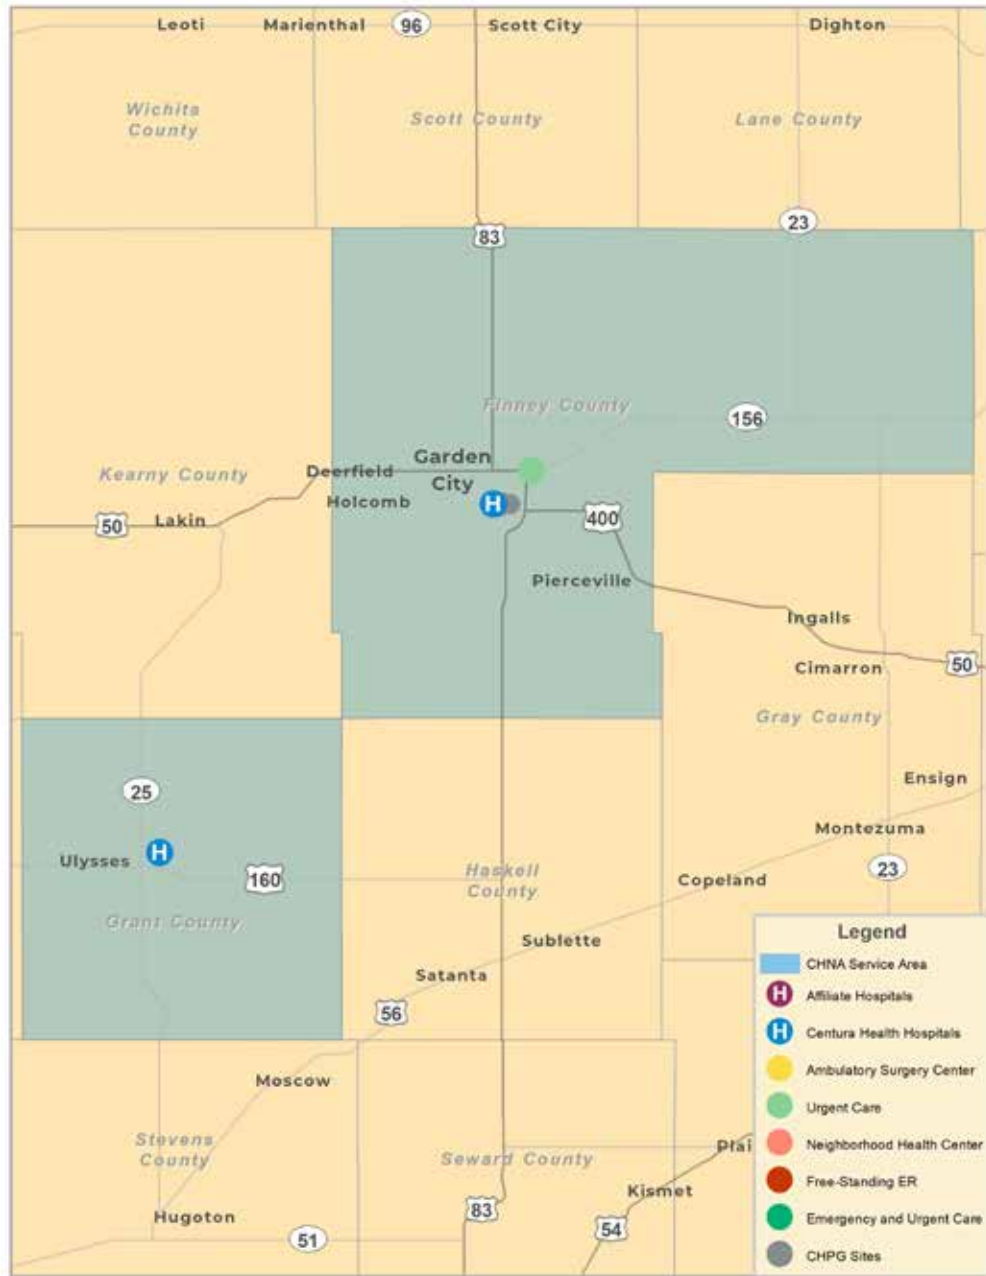 Leoti
Marienthal
96
Scott City
Dighton
Wichita
County
Scott County
Lane County
23
83
Finney County
156
Garden
City
Kearny County
Deerfield
Holcomb
H
50
Lakin
400
Pierceville
Ingalls
Cimarron
50
Gray County
25
Ensign
Montezuma
Ulysses
H
160
Haskell
County
23
Copeland
Grant County
Sublette
Satanta
56
Moscow
Stevens
County
Seward County
Plai
Kismet
Hugoton
83
54
51
Legend
CHNA Service Area
H Affiliate Hospitals
H Centura Health Hospitals
Ambulatory Surgery Center
Urgent Care
Neighborhood Health Center
Free-Standing ER
Emergency and Urgent Care
CHPG Sites